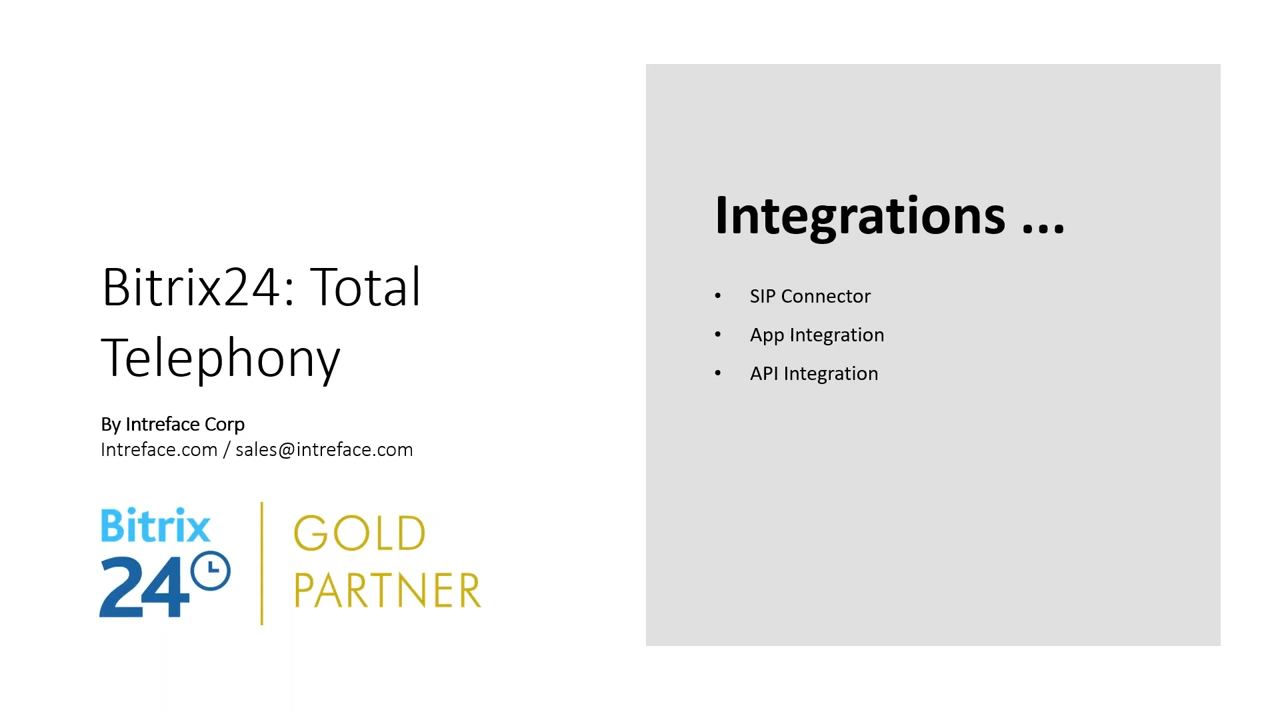 Bitrix24: Total
Telephony
By Intreface Corp
Intreface.com / sales@intreface.com
Bitrix
24
GOLD
PARTNER
Integrations ...
• SIP Connector
• App Integration
• API Integration